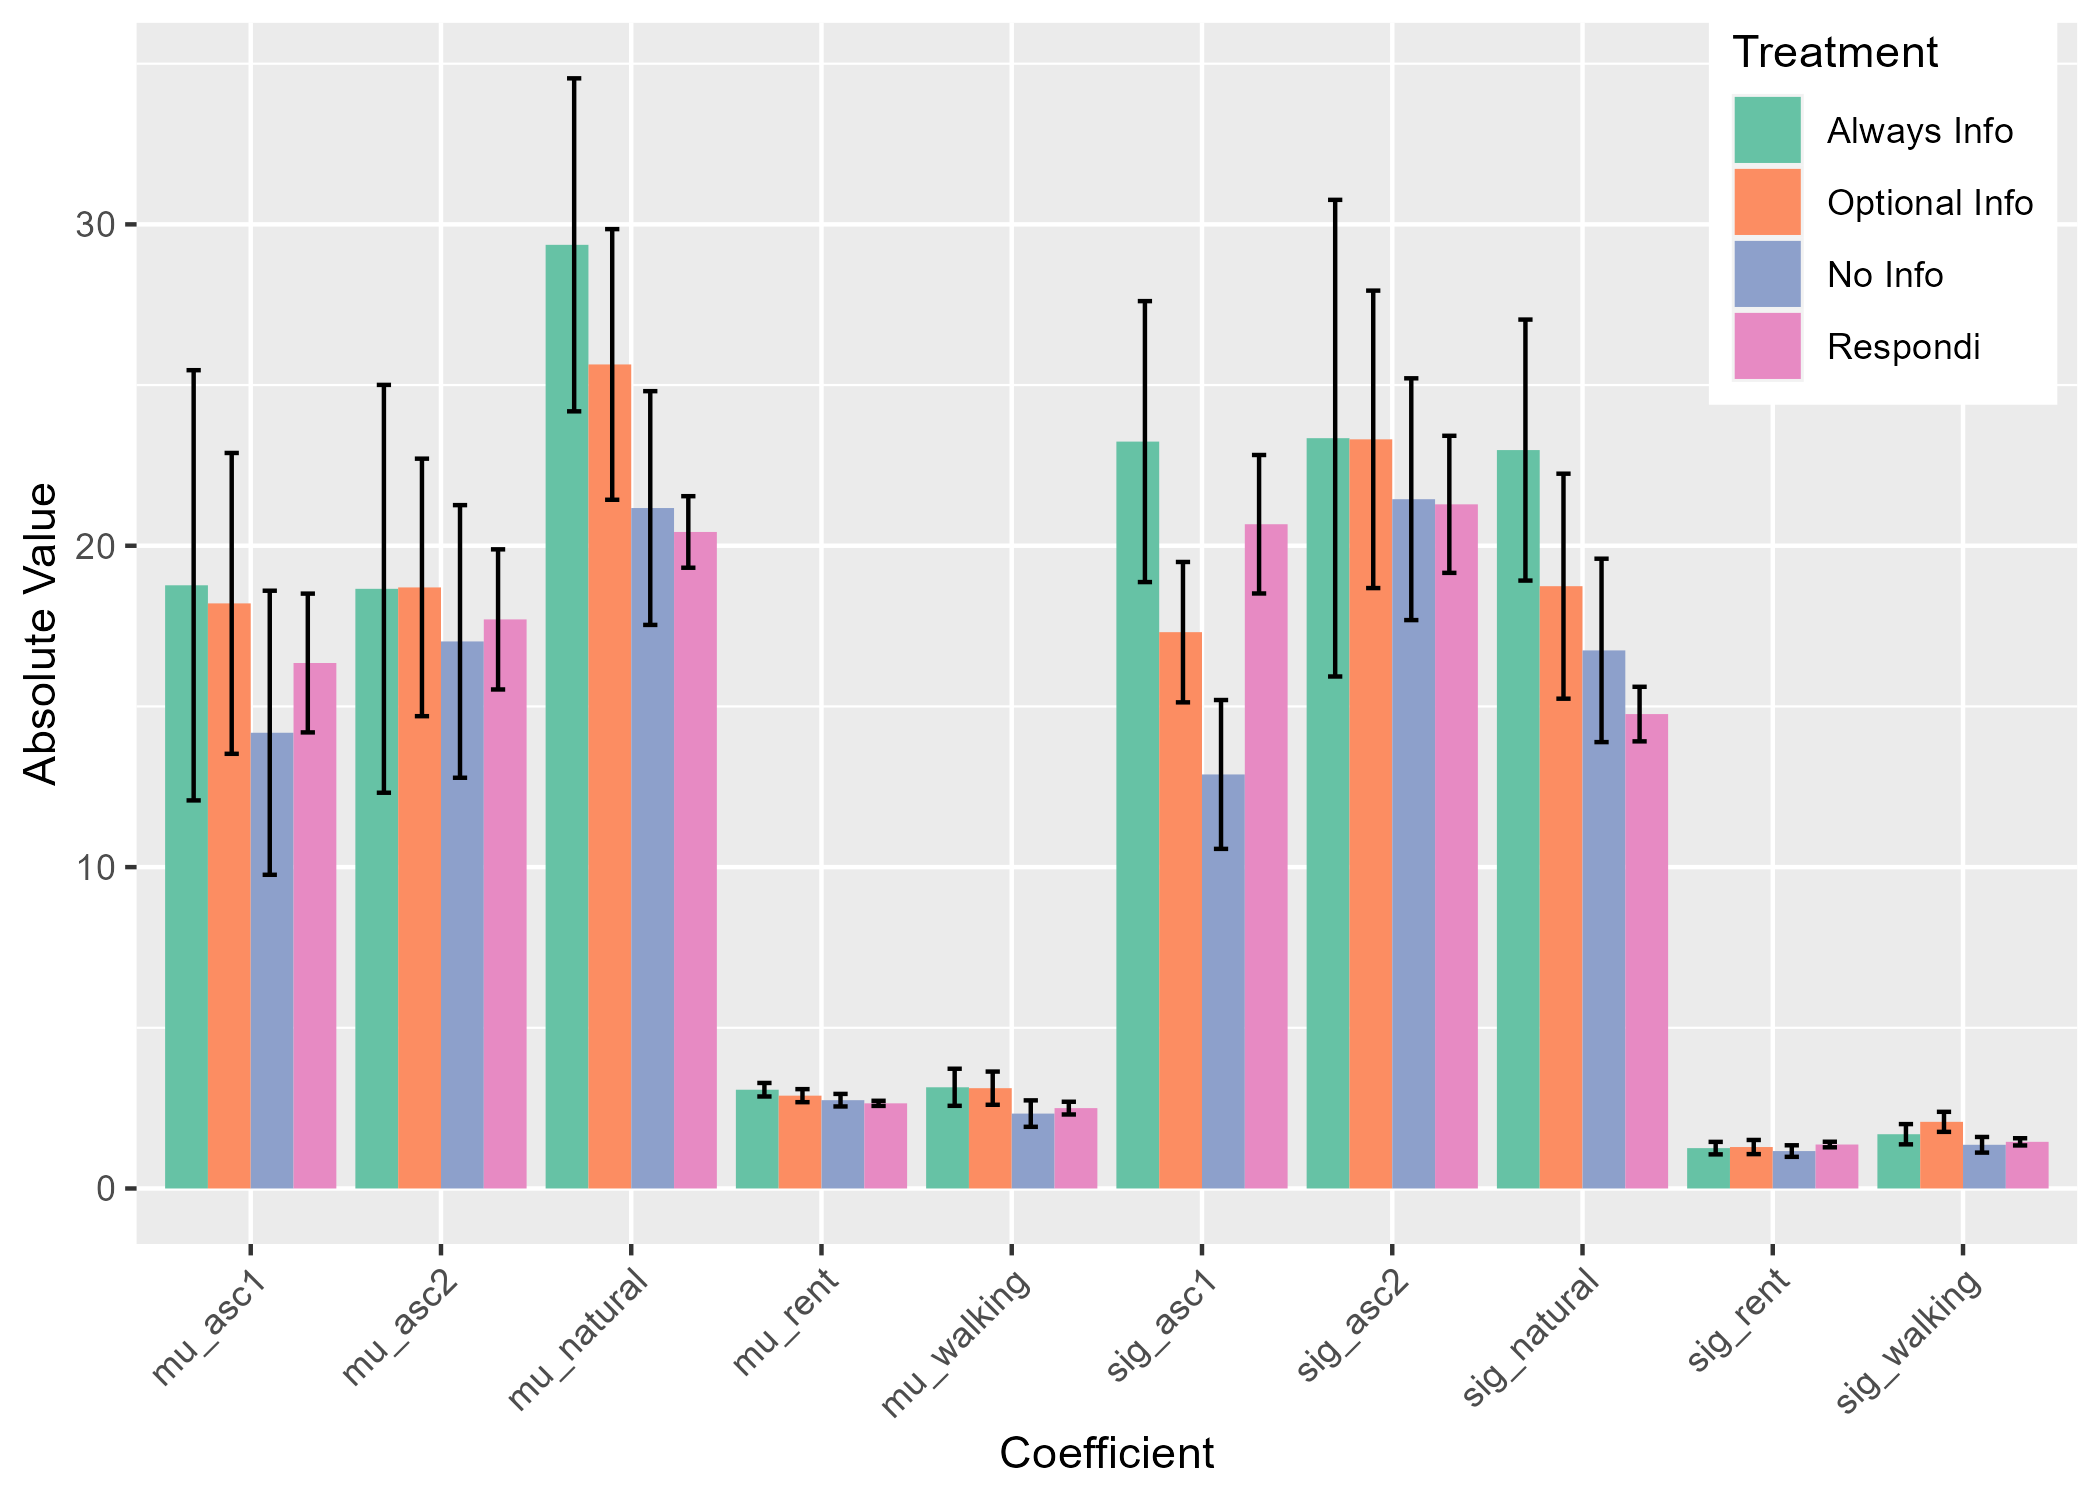 Treatment
Always Info
Optional Info
No Info
Respondi
Absolute Value
30
20
10
0
mu_asc1
mu_asc2
mu_natural
mu_rent
mu_walking
sig_asc1
sig_asc2
sig_natural
sig_rent
sig_walking
Coefficient